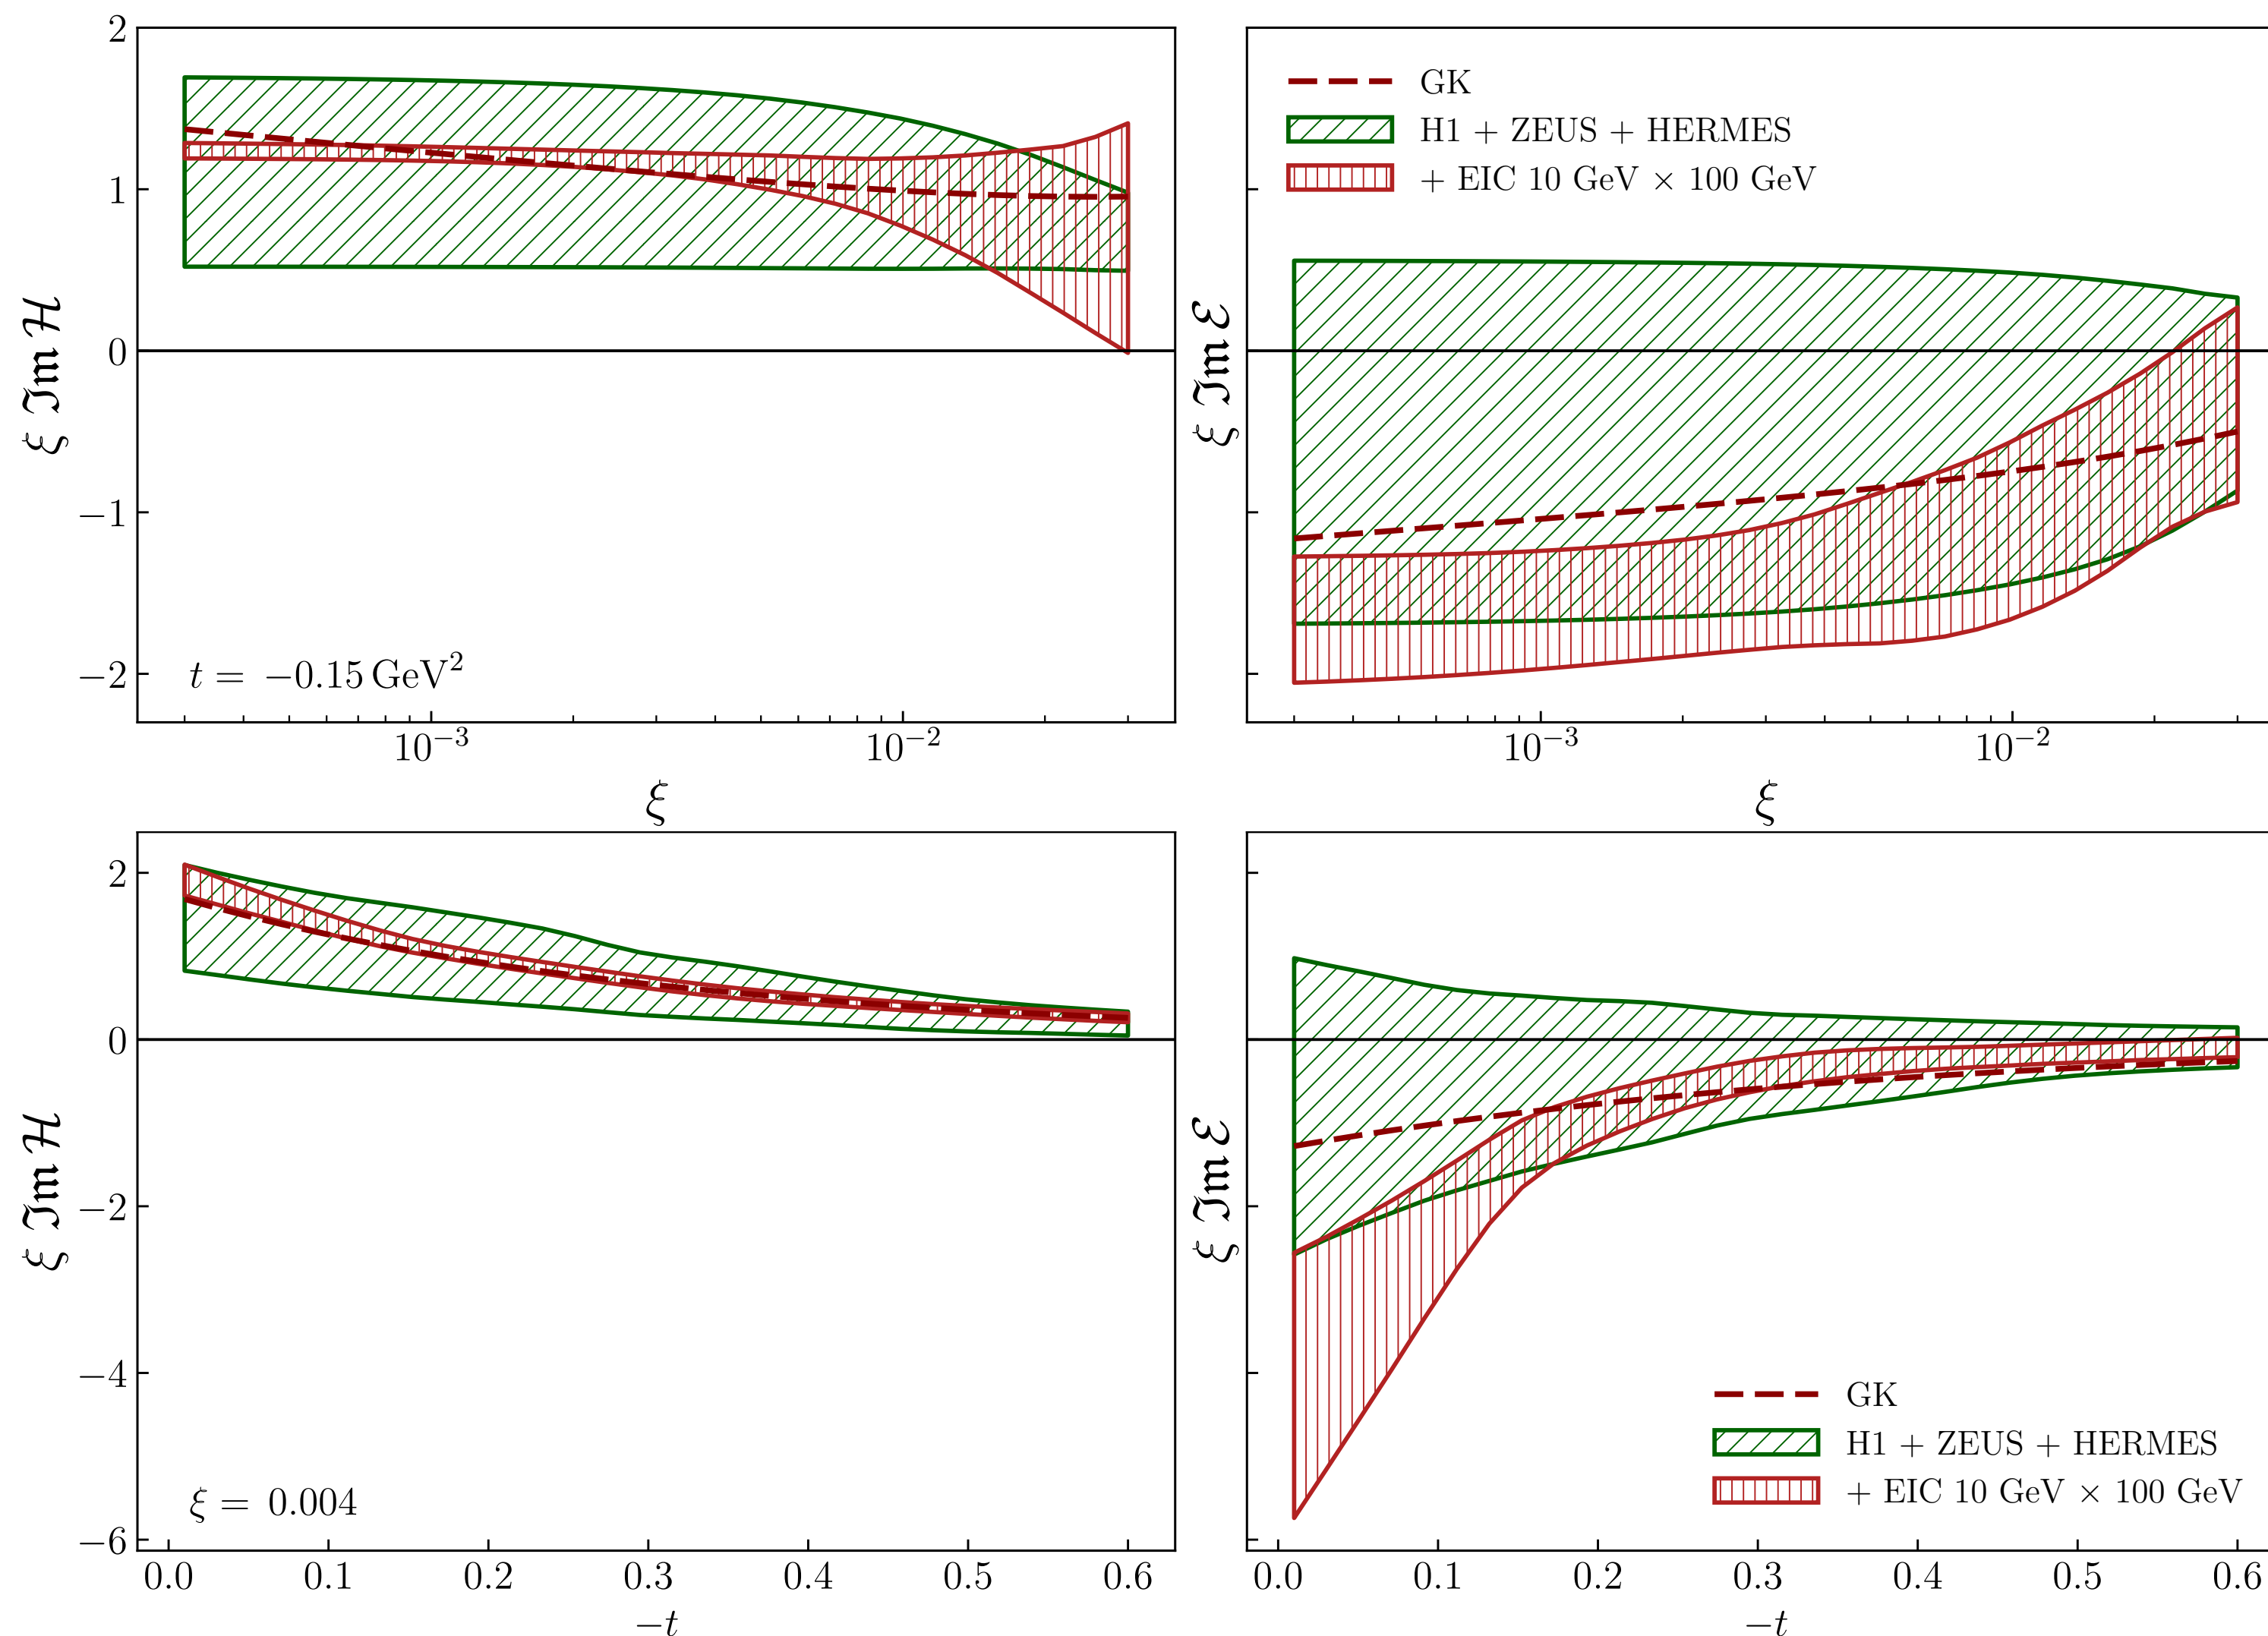 2
1
0
−1
−2
ξ ℑm ℋ
t = −0.15 GeV²
10⁻³
10⁻²
ξ
ξ ℑm ℰ
GK
H1 + ZEUS + HERMES
+ EIC 10 GeV × 100 GeV
10⁻³
10⁻²
ξ
2
0
−2
−4
−6
ξ ℑm ℋ
ξ = 0.004
0.0
0.1
0.2
0.3
0.4
0.5
0.6
−t
ξ ℑm ℰ
GK
H1 + ZEUS + HERMES
+ EIC 10 GeV × 100 GeV
0.0
0.1
0.2
0.3
0.4
0.5
0.6
−t